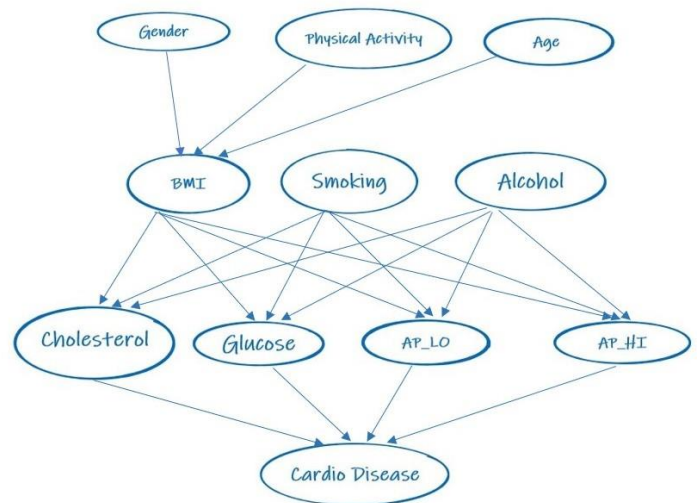 Gender
Physical Activity
Age
BMI
Smoking
Alcohol
Cholesterol
Glucose
AP_LO
AP_HI
Cardio Disease